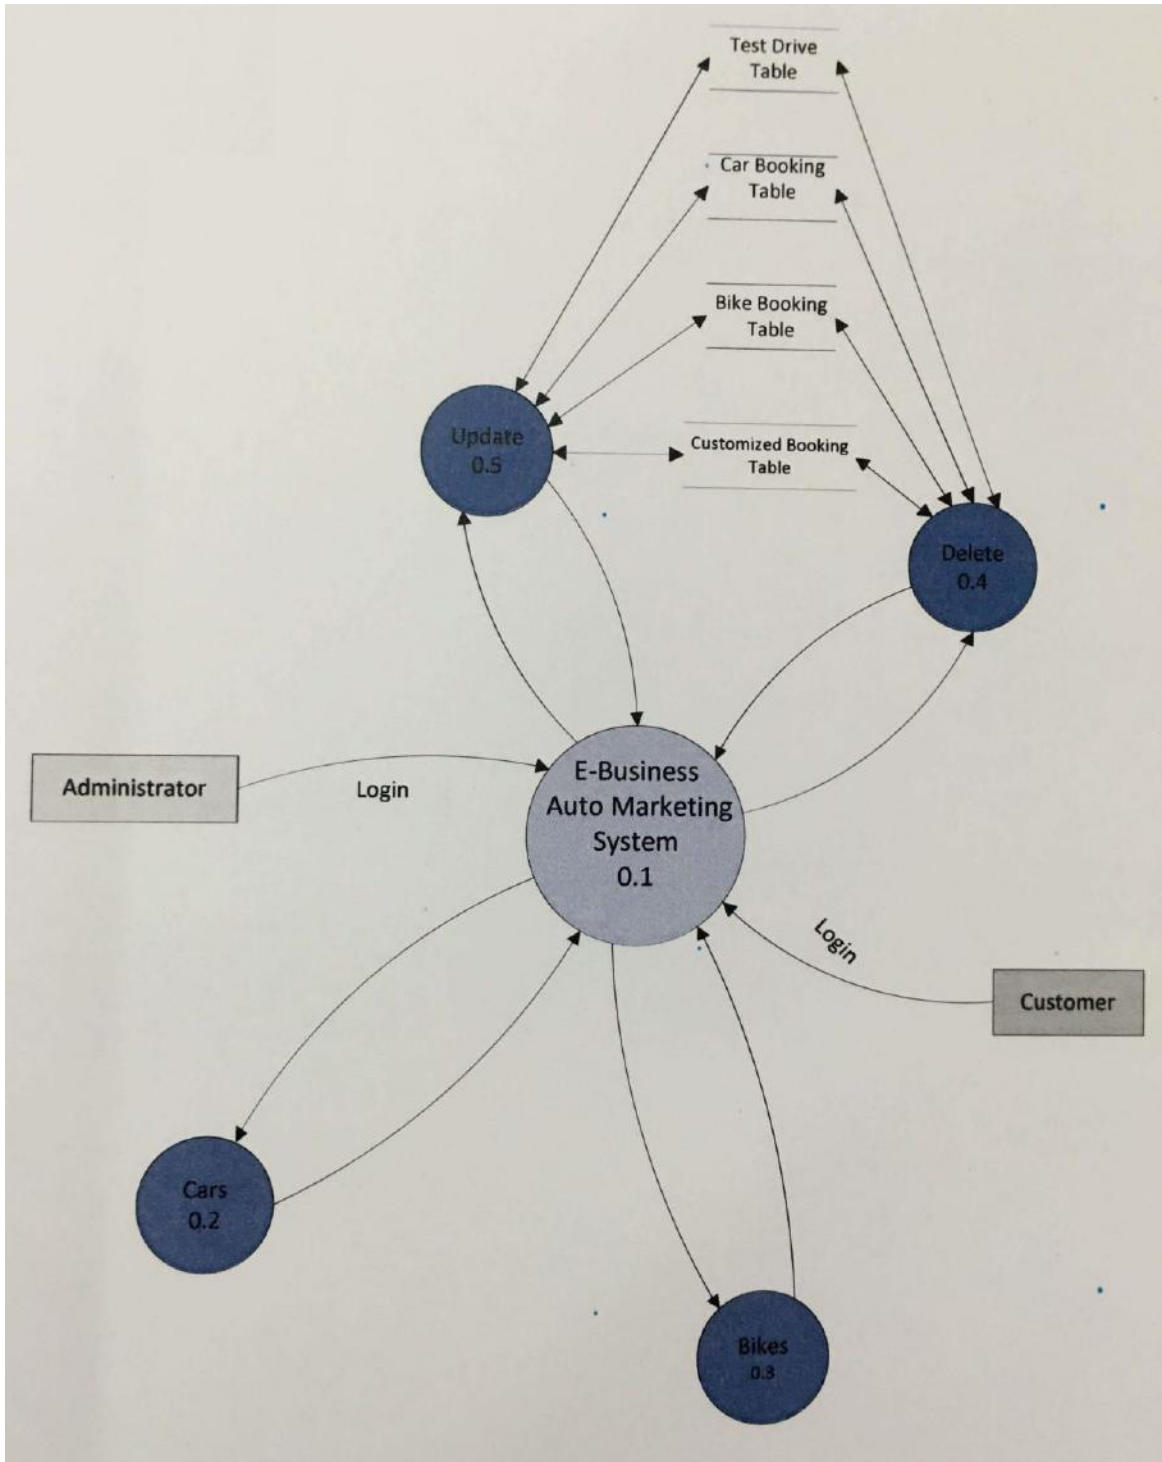 Test Drive
Table
Car Booking
Table
Bike Booking
Table
Customized Booking
Table
Update
0.5
Delete
0.4
E-Business
Auto Marketing
System
0.1
Administrator
Login
Login
Customer
Cars
0.2
Bikes
0.3